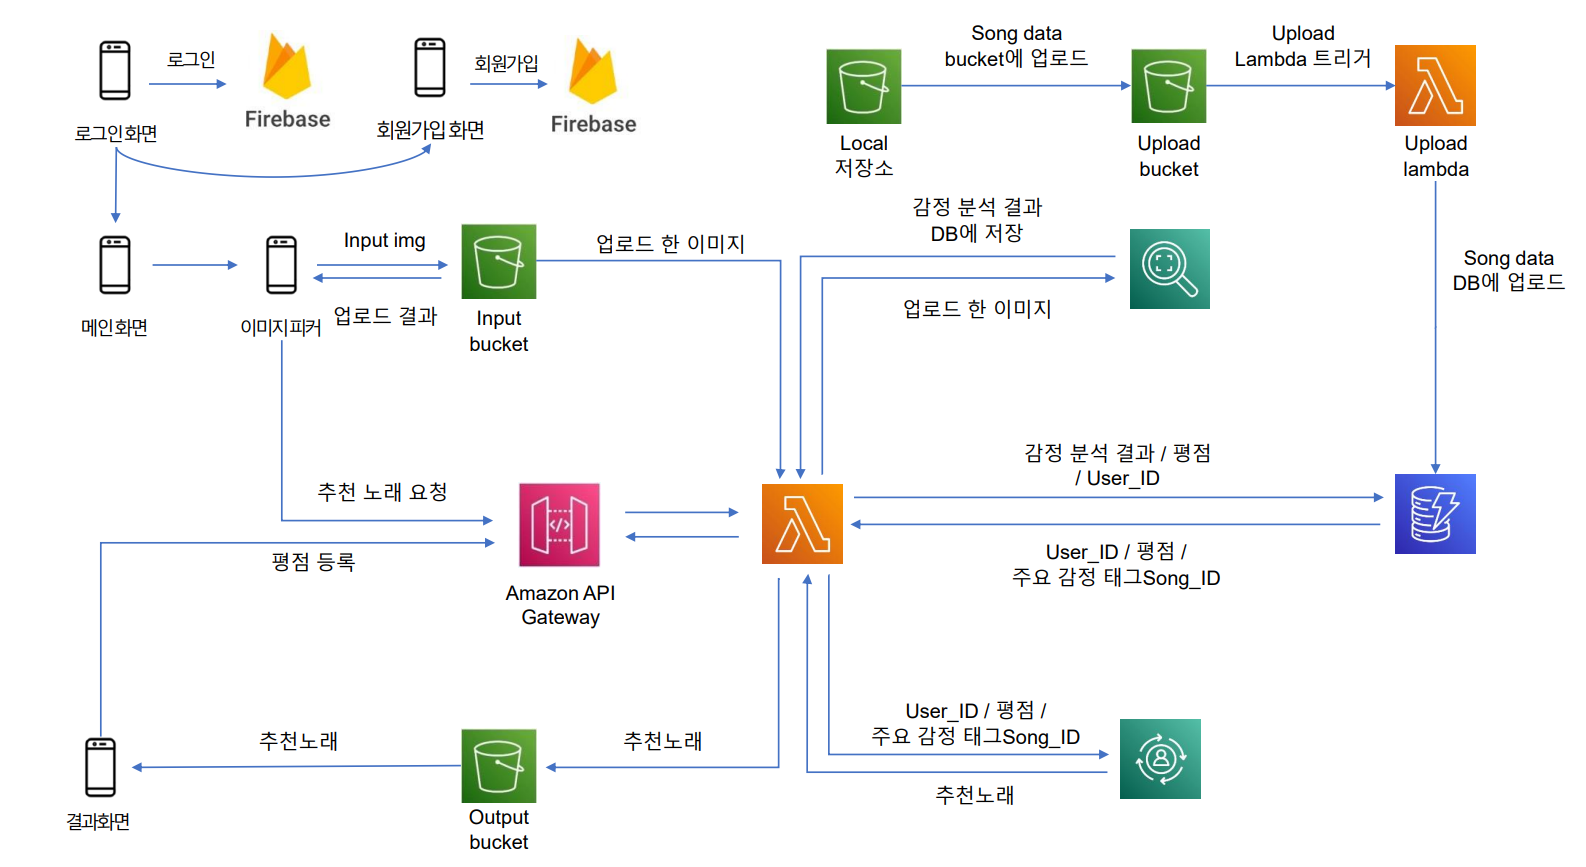 로그인
Firebase
로그인화면
회원가입
Firebase
회원가입 화면
Song data
bucket에 업로드
Upload
Lambda 트리거
Local
저장소
Upload
bucket
Upload
lambda
메인화면
이미지피커
Input img
업로드 결과
Input
bucket
업로드 한 이미지
감정 분석 결과
DB에 저장
업로드 한 이미지
Song data
DB에 업로드
추천 노래 요청
평점 등록
Amazon API
Gateway
감정 분석 결과 / 평점
/ User_ID
User_ID / 평점 /
주요 감정 태그Song_ID
결과화면
추천노래
Output
bucket
추천노래
User_ID / 평점 /
주요 감정 태그Song_ID
추천노래